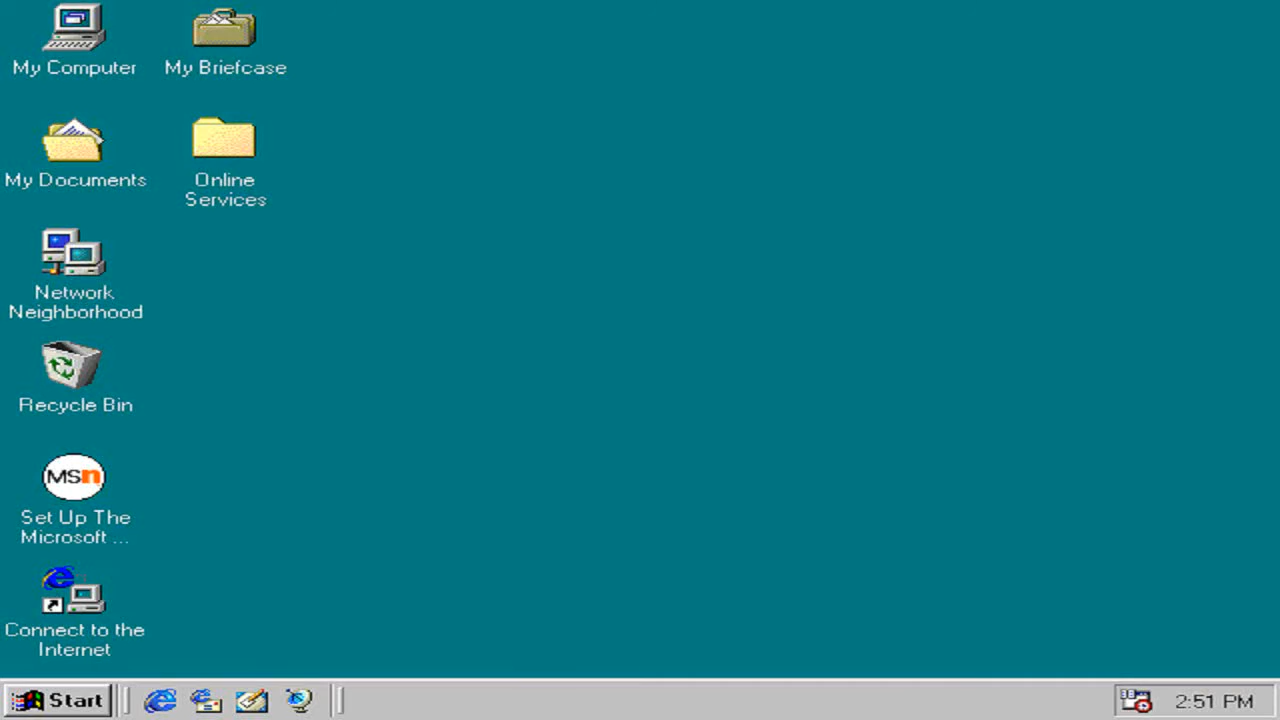 My Computer
My Briefcase
My Documents
Online
Services
Network
Neighborhood
Recycle Bin
msn
Set Up The
Microsoft ...
Connect to the
Internet
Start
2:51 PM